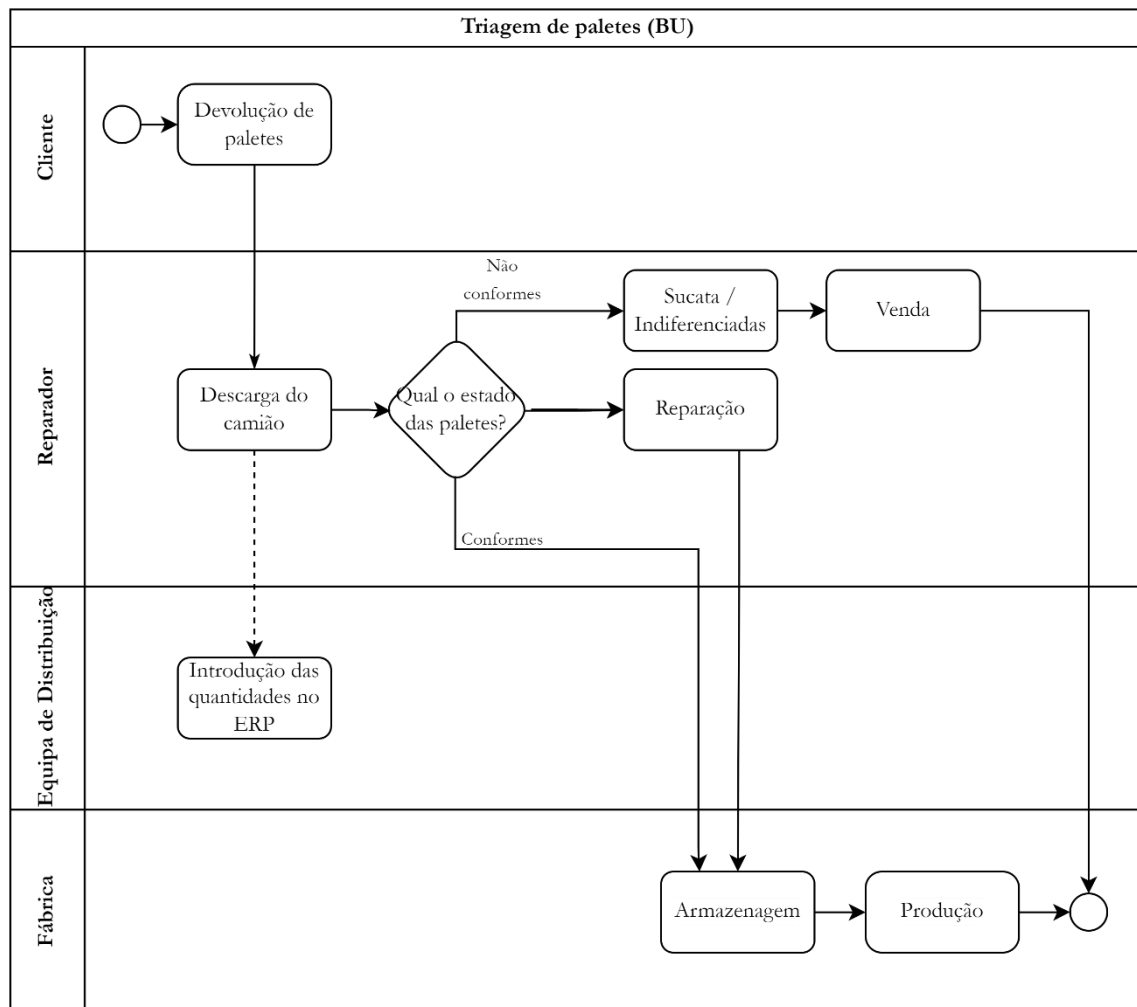 Triagem de paletes (BU)
Cliente
Devolução de
paletes
Reparador
Descarga do
camião
Qual o estado
das paletes?
Não
conformes
Sucata /
Indiferenciadas
Venda
Reparação
Conformes
Equipa de Distribuição
Introdução das
quantidades no
ERP
Fábrica
Armazenagem
Produção